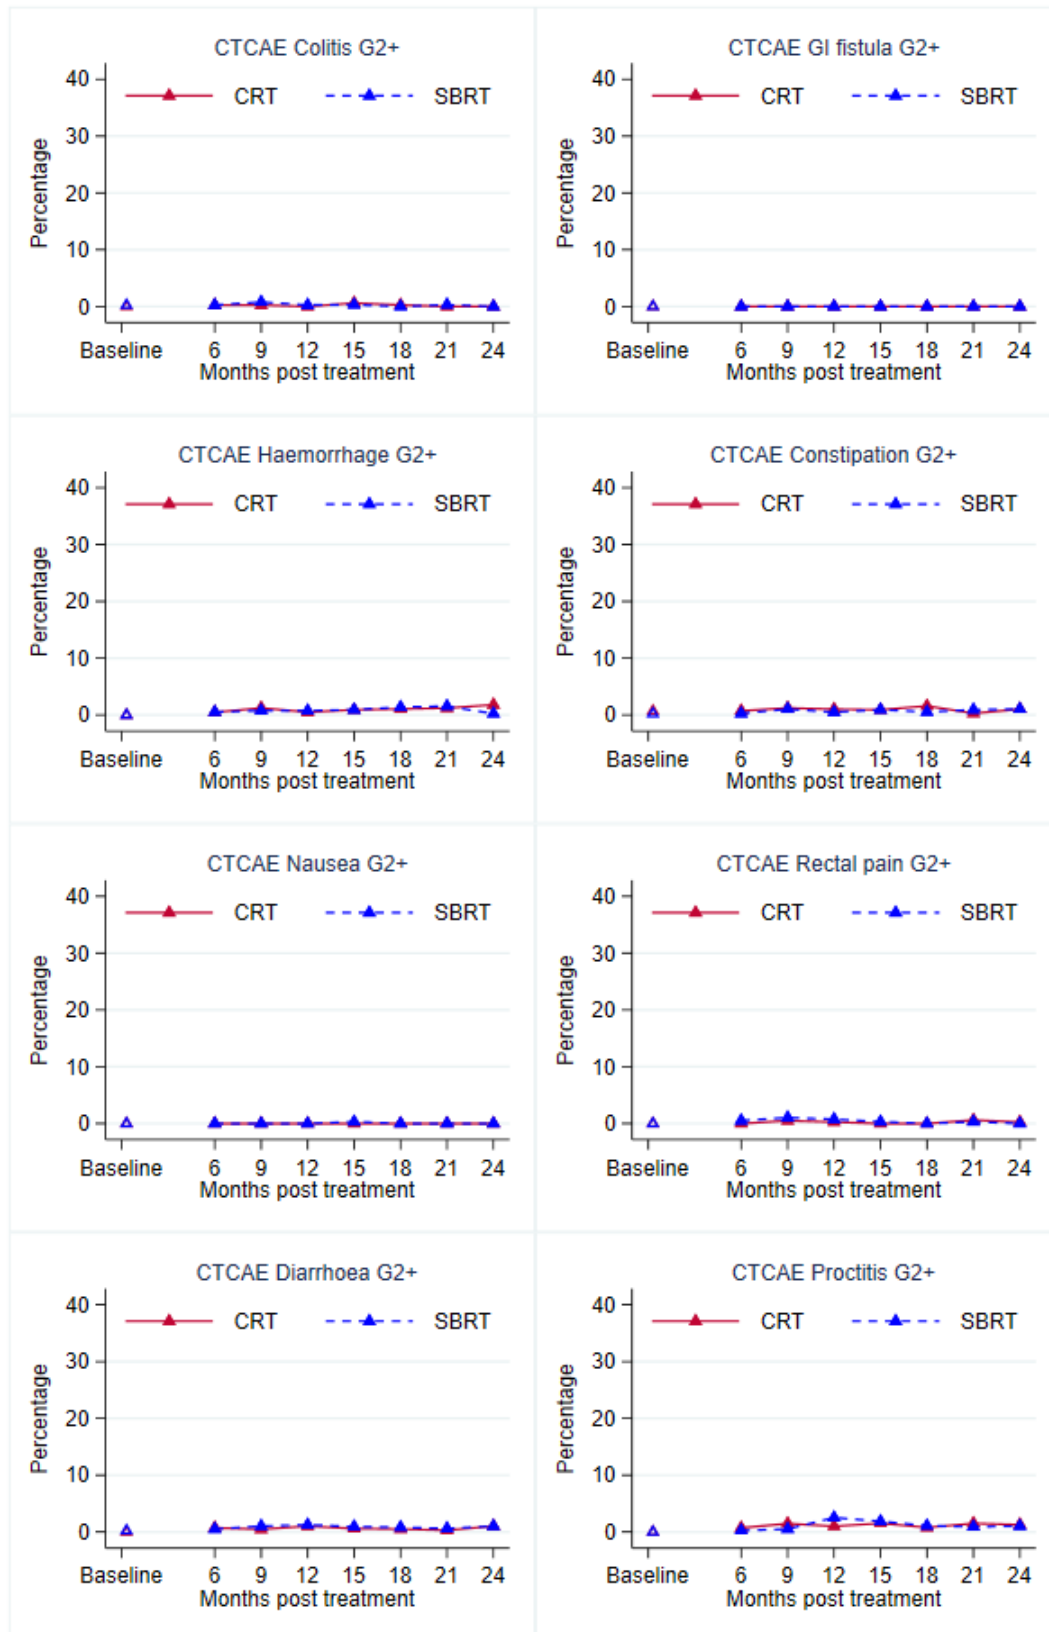 CTCAE Colitis G2+
CRT SBRT
Percentage
40
30
20
10
0
Baseline 6 9 12 15 18 21 24
Months post treatment
CTCAE GI fistula G2+
CRT SBRT
Percentage
40
30
20
10
0
Baseline 6 9 12 15 18 21 24
Months post treatment
CTCAE Haemorrhage G2+
CRT SBRT
Percentage
40
30
20
10
0
Baseline 6 9 12 15 18 21 24
Months post treatment
CTCAE Constipation G2+
CRT SBRT
Percentage
40
30
20
10
0
Baseline 6 9 12 15 18 21 24
Months post treatment
CTCAE Nausea G2+
CRT SBRT
Percentage
40
30
20
10
0
Baseline 6 9 12 15 18 21 24
Months post treatment
CTCAE Rectal pain G2+
CRT SBRT
Percentage
40
30
20
10
0
Baseline 6 9 12 15 18 21 24
Months post treatment
CTCAE Diarrhoea G2+
CRT SBRT
Percentage
40
30
20
10
0
Baseline 6 9 12 15 18 21 24
Months post treatment
CTCAE Proctitis G2+
CRT SBRT
Percentage
40
30
20
10
0
Baseline 6 9 12 15 18 21 24
Months post treatment